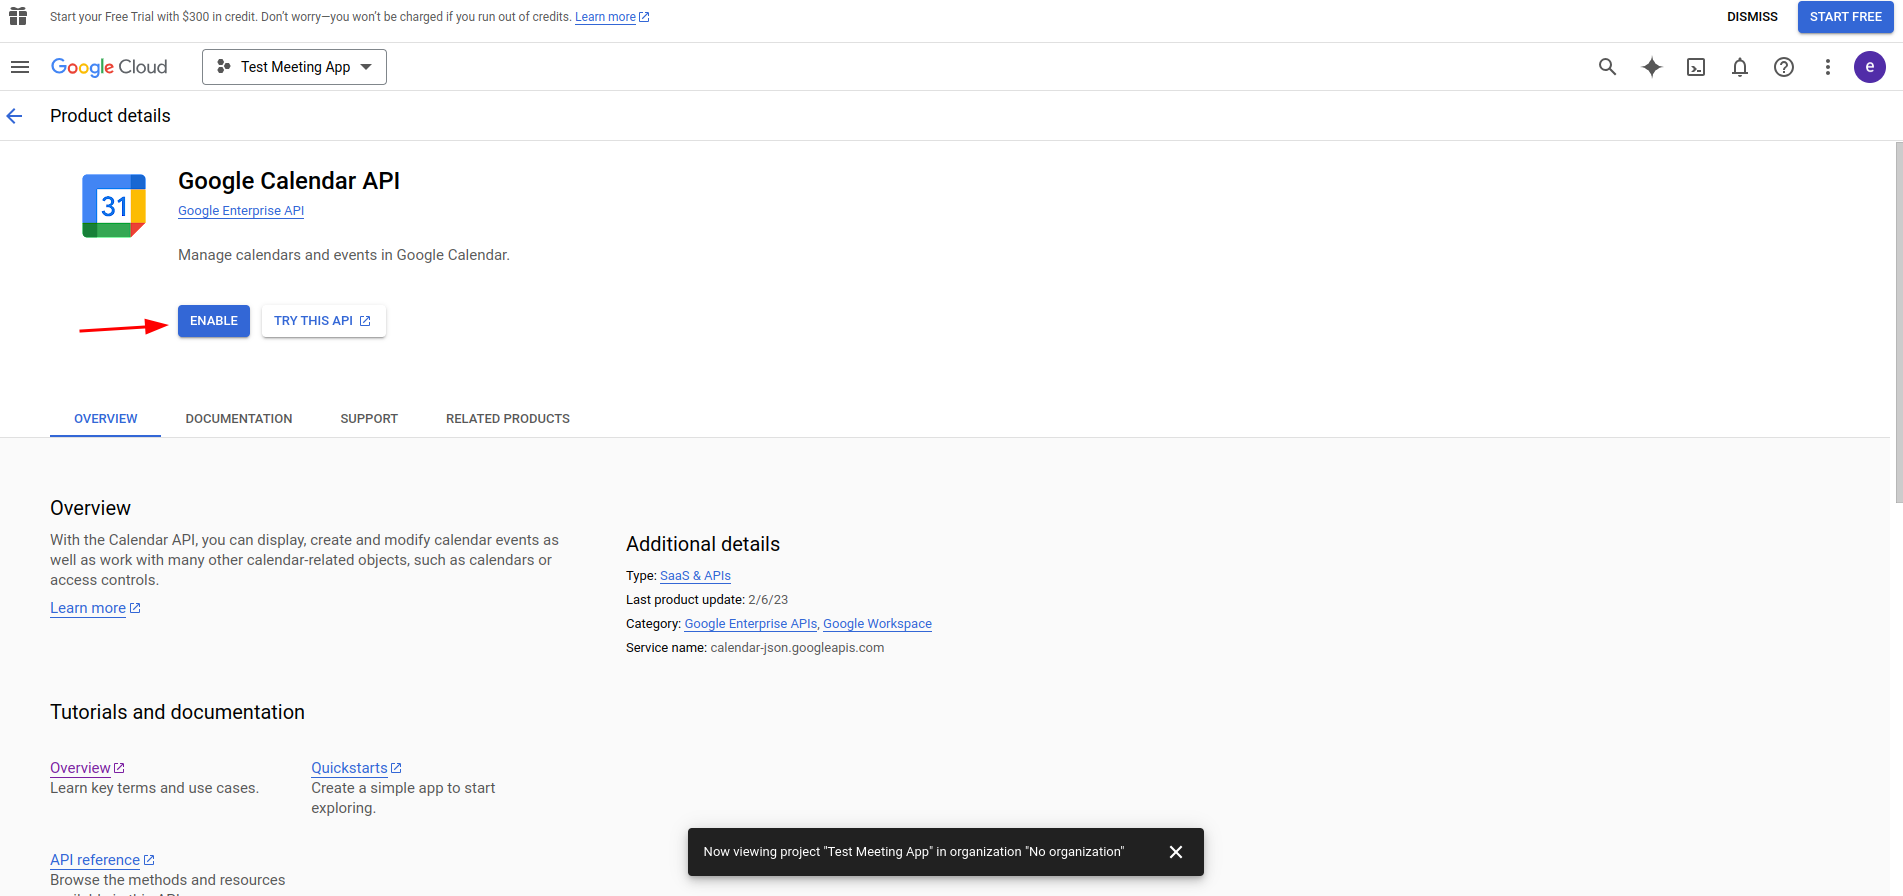 Start your Free Trial with $300 in credit. Don't worry—you won't be charged if you run out of credits. Learn more
DISMISS
START FREE
Google Cloud
Test Meeting App
e
Product details
31
Google Calendar API
Google Enterprise API
Manage calendars and events in Google Calendar.
ENABLE
TRY THIS API
OVERVIEW
DOCUMENTATION
SUPPORT
RELATED PRODUCTS
Overview
With the Calendar API, you can display, create and modify calendar events as
well as work with many other calendar-related objects, such as calendars or
access controls.
Learn more
Additional details
Type: SaaS & APIs
Last product update: 2/6/23
Category: Google Enterprise APIs, Google Workspace
Service name: calendar-json.googleapis.com
Tutorials and documentation
Overview
Learn key terms and use cases.
Quickstarts
Create a simple app to start
exploring.
API reference
Browse the methods and resources
Now viewing project "Test Meeting App" in organization "No organization"